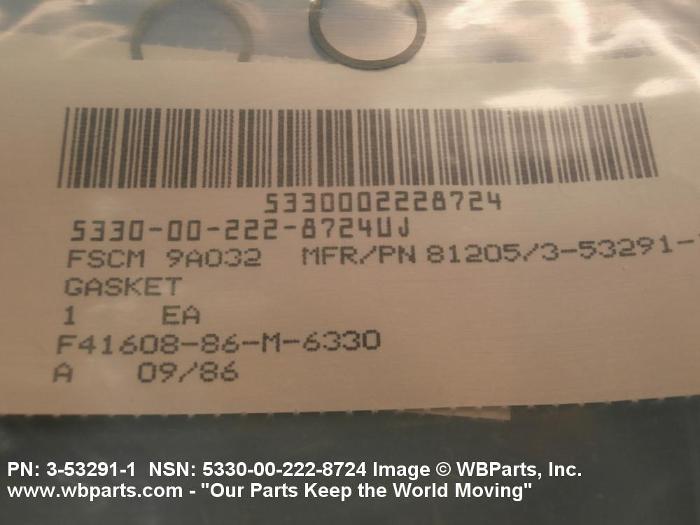 5330002228724
5330-00-222-8724UJ
FSCM 9A032 MFR/PN 81205/3-53291-
GASKET
1 EA
F41608-86-M-6330
A 09/86
PN: 3-53291-1 NSN: 5330-00-222-8724 Image © WBParts, Inc.
www.wbparts.com - "Our Parts Keep the World Moving"